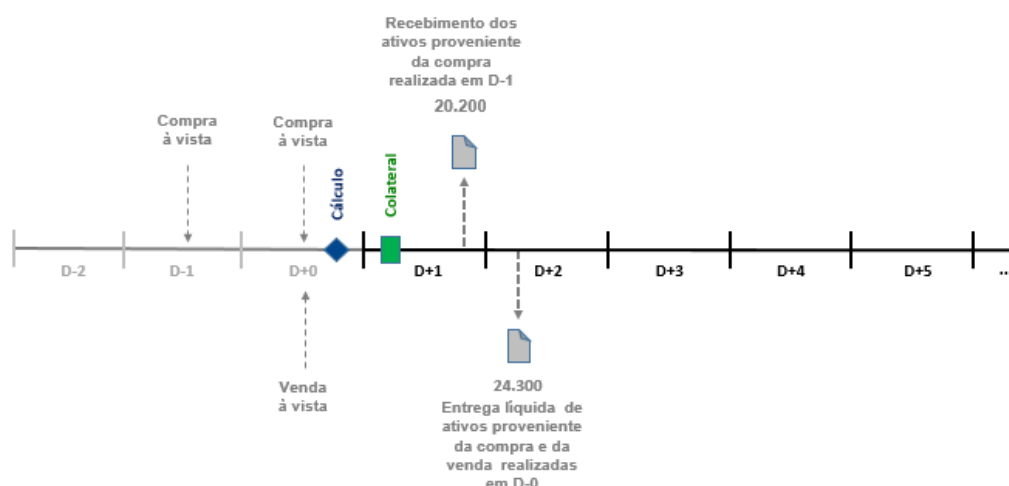 Recebimento dos
ativos proveniente
da compra
realizada em D-1
20.200
Compra
à vista
Compra
à vista
Cálculo
Colateral
D-2
D-1
D+0
D+1
D+2
D+3
D+4
D+5
...
Venda
à vista
24.300
Entrega líquida de
ativos proveniente
da compra e da
venda realizadas
em D-0